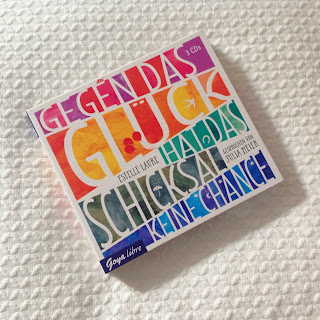 3 CDs
GEGEN DAS
GLÜCK
ESTELLE LAURE
HAT DAS
GESPROCHEN VON
JULIA MEIER
SCHICKSAL
KEINE CHANCE
Goya libre